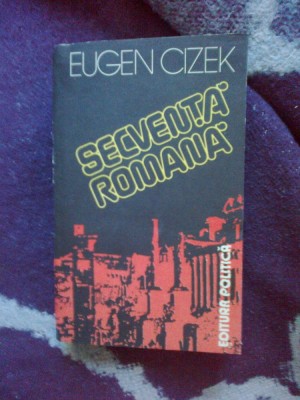 EUGEN CIZEK
SECVENȚĂ
ROMANĂ
EDITURA POLITICĂ